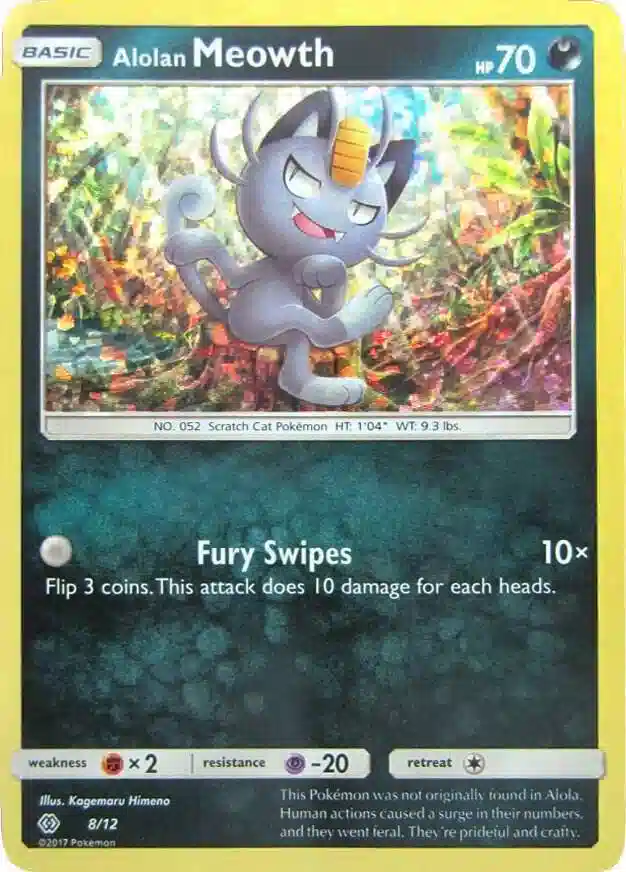 BASIC Alolan Meowth HP 70
NO. 052 Scratch Cat Pokémon HT: 1'04" WT: 9.3 lbs.
Fury Swipes 10×
Flip 3 coins. This attack does 10 damage for each heads.
weakness ×2 resistance -20 retreat
Illus. Kagemaru Himeno
8/12
©2017 Pokémon
This Pokémon was not originally found in Alola.
Human actions caused a surge in their numbers,
and they went feral. They're prideful and crafty.